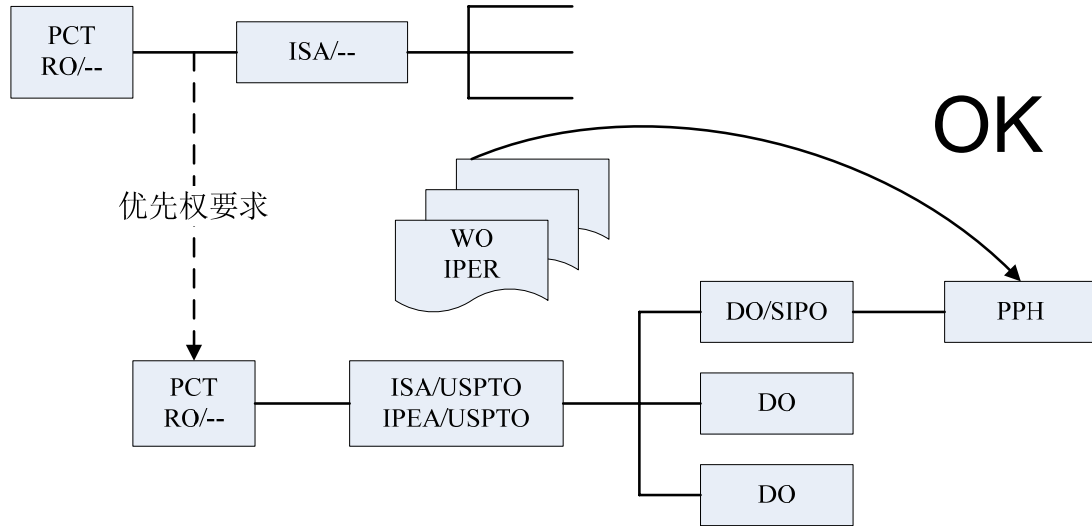 PCT
RO/--
ISA/--
OK
优先权要求
WO
IPER
DO/SIPO
PPH
PCT
RO/--
ISA/USPTO
IPEA/USPTO
DO
DO